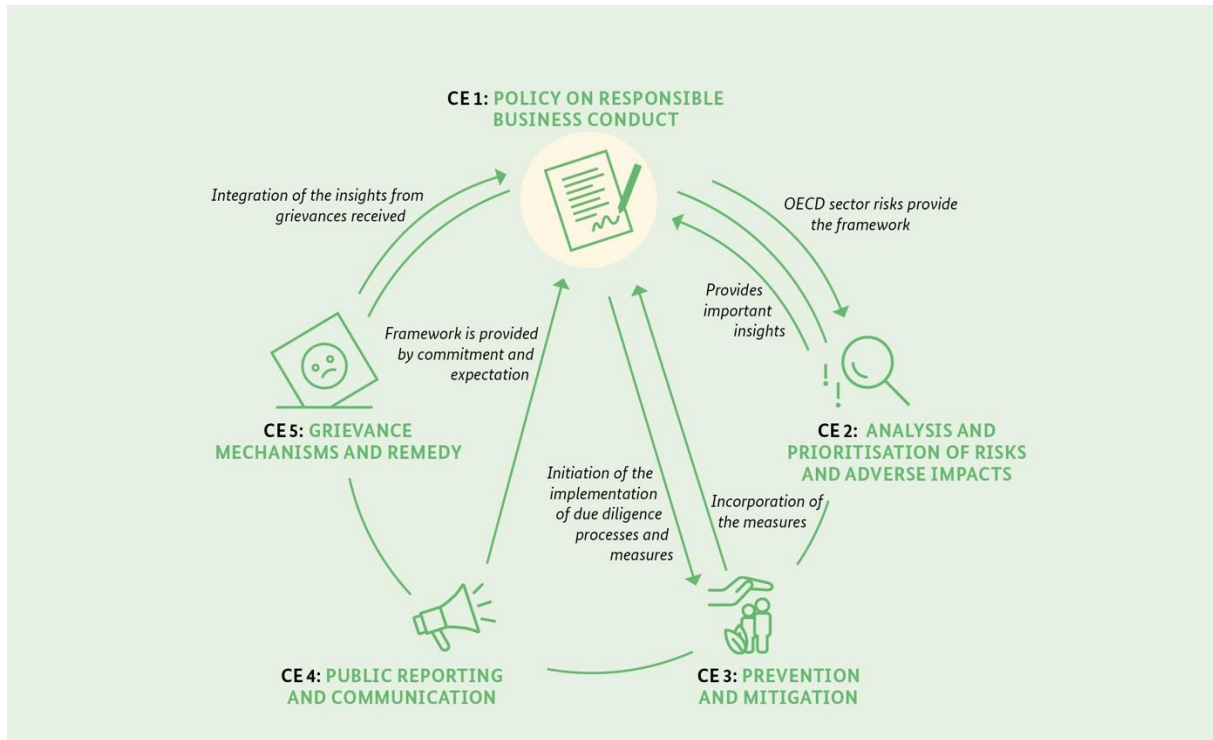 CE 1: POLICY ON RESPONSIBLE
BUSINESS CONDUCT
Integration of the insights from
grievances received
OECD sector risks provide
the framework
Provides
important
insights
Framework is provided
by commitment and
expectation
CE 5: GRIEVANCE
MECHANISMS AND REMEDY
CE 2: ANALYSIS AND
PRIORITISATION OF RISKS
AND ADVERSE IMPACTS
Initiation of the
implementation
of due diligence
processes and
measures
Incorporation of
the measures
CE 4: PUBLIC REPORTING
AND COMMUNICATION
CE 3: PREVENTION
AND MITIGATION